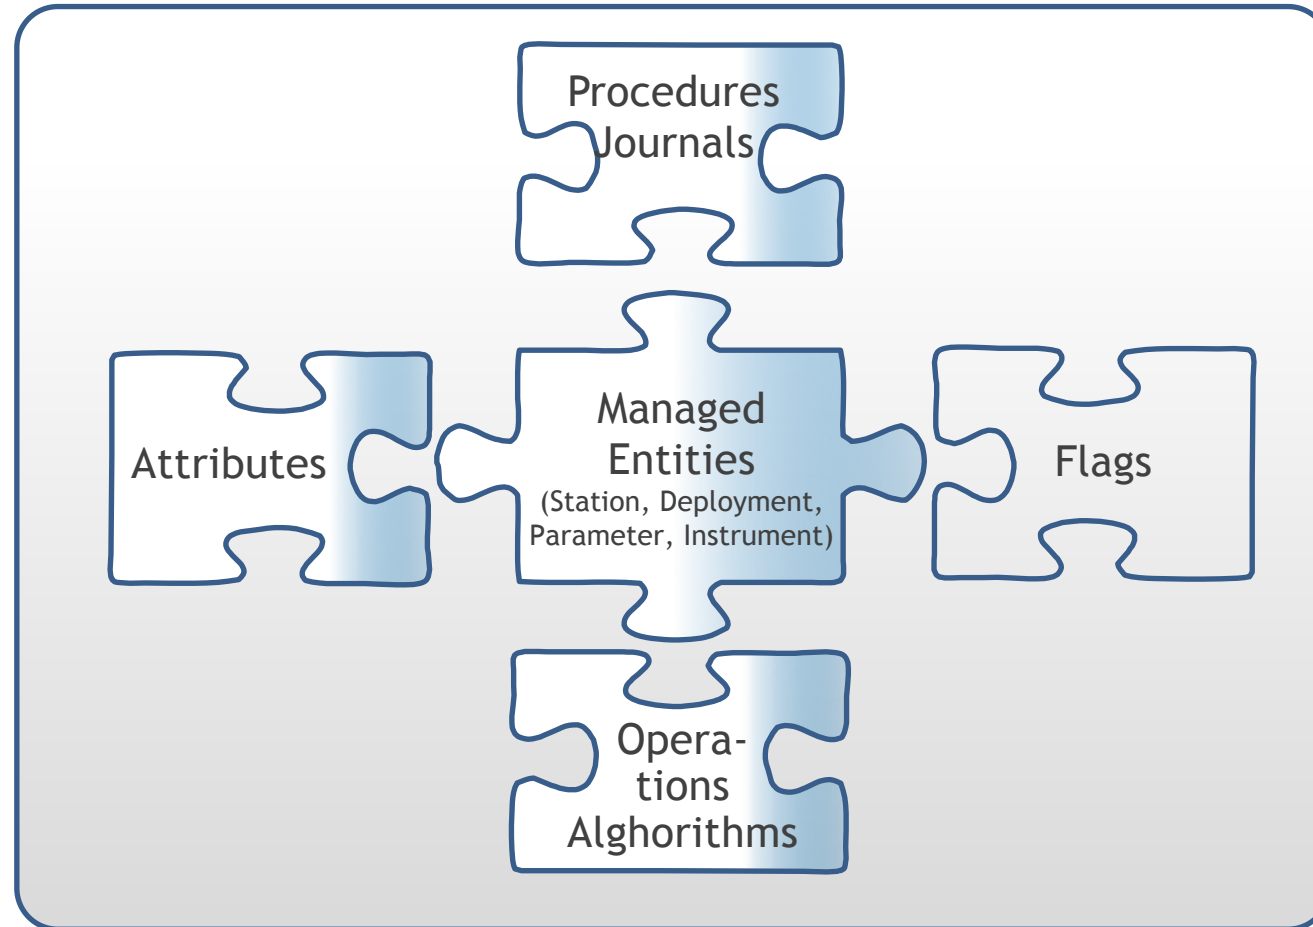 Procedures
Journals
Attributes
Managed
Entities
(Station, Deployment,
Parameter, Instrument)
Flags
Opera-
tions
Alghorithms